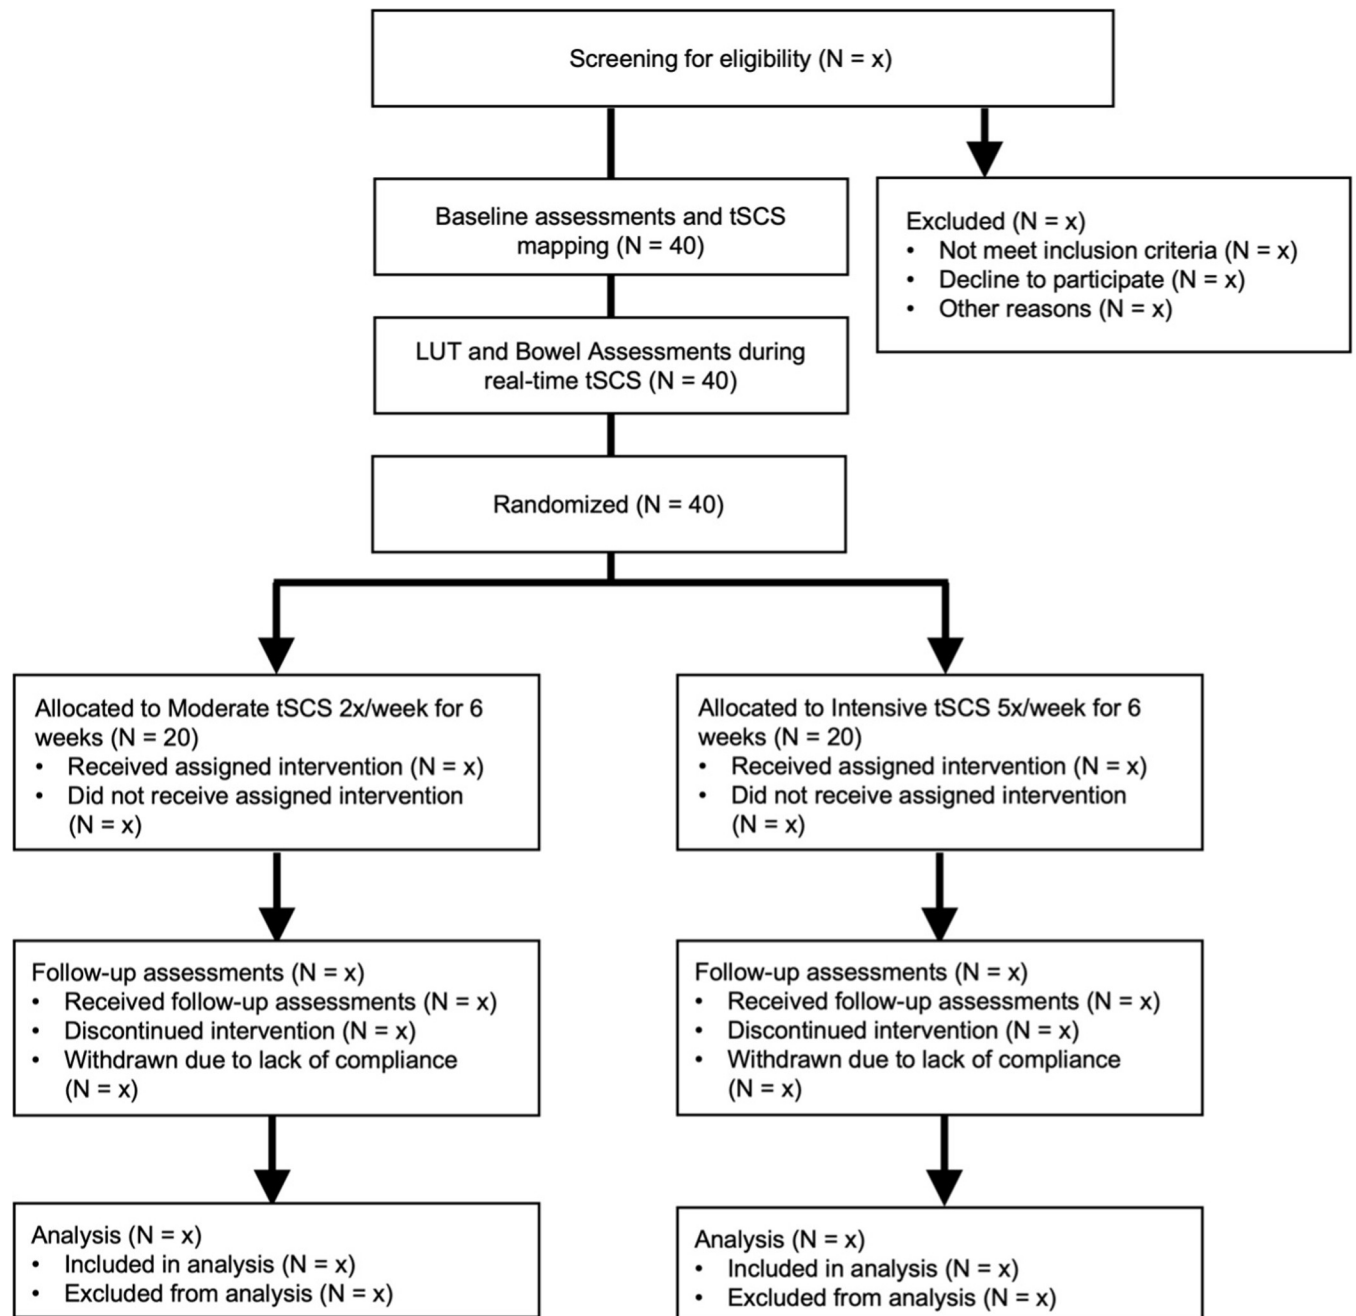 Screening for eligibility (N = x)
Baseline assessments and tSCS
mapping (N = 40)
Excluded (N = x)
• Not meet inclusion criteria (N = x)
• Decline to participate (N = x)
• Other reasons (N = x)
LUT and Bowel Assessments during
real-time tSCS (N = 40)
Randomized (N = 40)
Allocated to Moderate tSCS 2x/week for 6
weeks (N = 20)
• Received assigned intervention (N = x)
• Did not receive assigned intervention
(N = x)
Allocated to Intensive tSCS 5x/week for 6
weeks (N = 20)
• Received assigned intervention (N = x)
• Did not receive assigned intervention
(N = x)
Follow-up assessments (N = x)
• Received follow-up assessments (N = x)
• Discontinued intervention (N = x)
• Withdrawn due to lack of compliance
(N = x)
Follow-up assessments (N = x)
• Received follow-up assessments (N = x)
• Discontinued intervention (N = x)
• Withdrawn due to lack of compliance
(N = x)
Analysis (N = x)
• Included in analysis (N = x)
• Excluded from analysis (N = x)
Analysis (N = x)
• Included in analysis (N = x)
• Excluded from analysis (N = x)